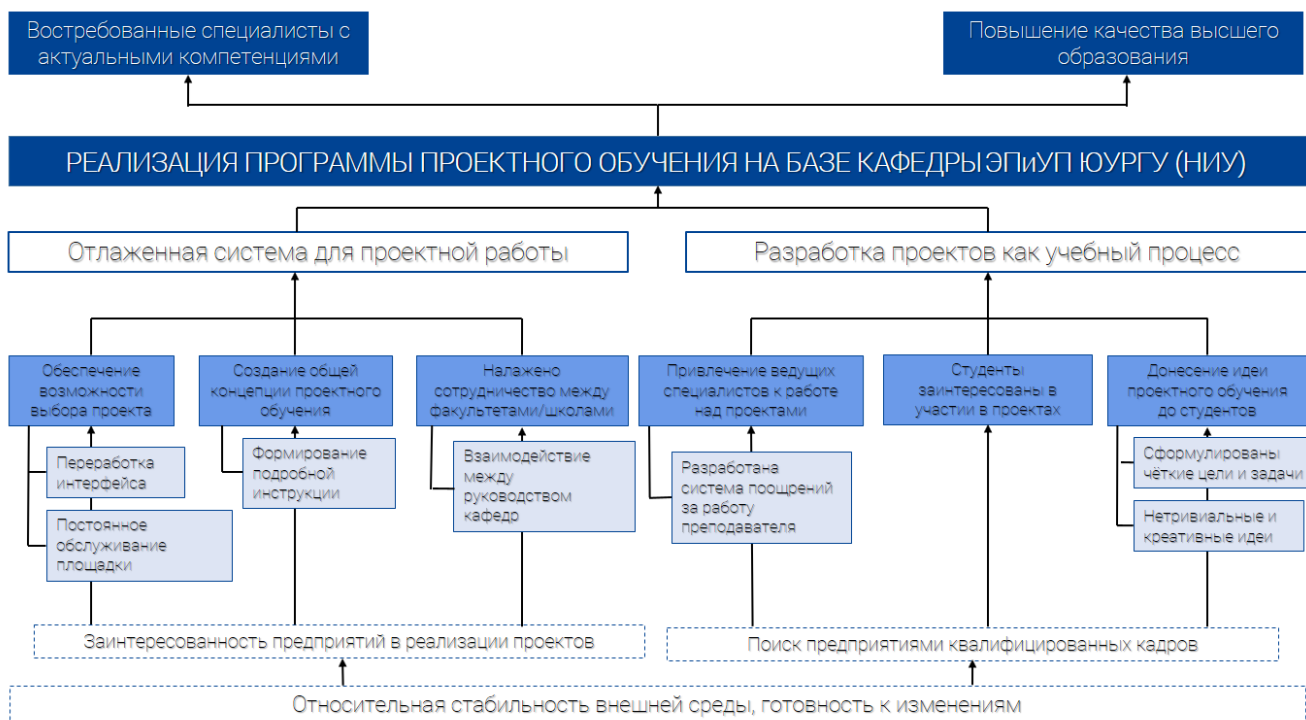 Востребованные специалисты с
актуальными компетенциями
Повышение качества высшего
образования
РЕАЛИЗАЦИЯ ПРОГРАММЫ ПРОЕКТНОГО ОБУЧЕНИЯ НА БАЗЕ КАФЕДРЫ ЭПиУП ЮУРГУ (НИУ)
Отлаженная система для проектной работы
Разработка проектов как учебный процесс
Обеспечение
возможности
выбора проекта
Создание общей
концепции проектного
обучения
Налажено
сотрудничество между
факультетами/школами
Привлечение ведущих
специалистов к работе
над проектами
Студенты
заинтересованы в
участии в проектах
Донесение идеи
проектного обучения
до студентов
Переработка
интерфейса
Постоянное
обслуживание
площадки
Формирование
подробной
инструкции
Взаимодействие
между
руководством
кафедр
Разработана
система поощрений
за работу
преподавателя
Сформулированы
чёткие цели и задачи
Нетривиальные и
креативные идеи
Заинтересованность предприятий в реализации проектов
Поиск предприятиями квалифицированных кадров
Относительная стабильность внешней среды, готовность к изменениям